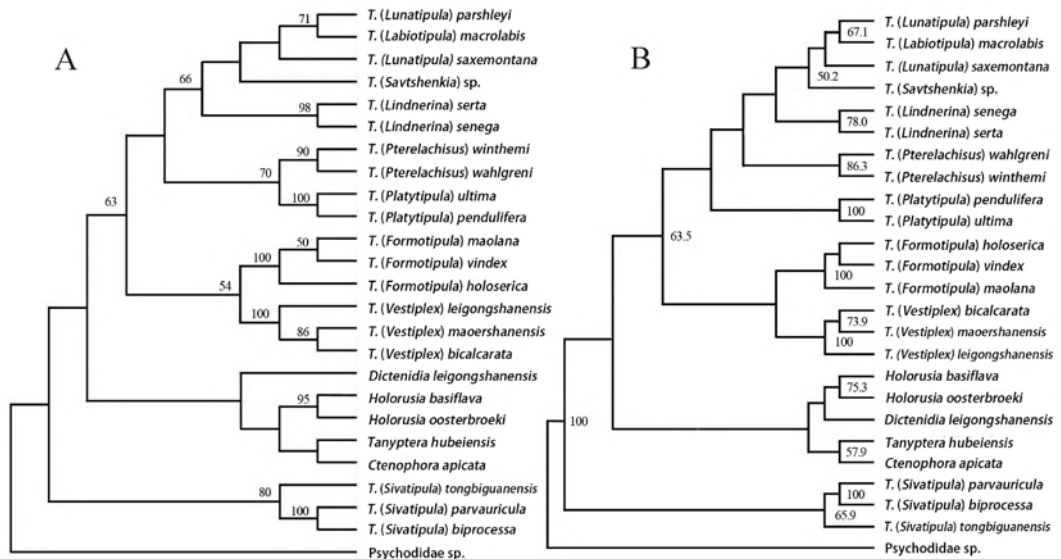 A
71
T. (Lunatipula) parshleyi
T. (Labiotipula) macrolabis
T. (Lunatipula) saxemontana
66
T. (Savtshenkia) sp.
98
T. (Lindnerina) serta
T. (Lindnerina) senega
90
T. (Pterelachisus) winthemi
70
T. (Pterelachisus) wahlgreni
100
T. (Platytipula) ultima
T. (Platytipula) pendulifera
63
50
T. (Formotipula) maolana
100
T. (Formotipula) vindex
54
T. (Formotipula) holoserica
100
T. (Vestiplex) leigongshanensis
86
T. (Vestiplex) maoershanensis
T. (Vestiplex) bicalcarata
Dictenidia leigongshanensis
95
Holorusia basiflava
Holorusia oosterbroeki
Tanyptera hubeiensis
Ctenophora apicata
80
T. (Sivatipula) tongbiguanensis
100
T. (Sivatipula) parvauricula
T. (Sivatipula) biprocessa
Psychodidae sp.
B
T. (Lunatipula) parshleyi
67.1
T. (Labiotipula) macrolabis
T. (Lunatipula) saxemontana
50.2
T. (Savtshenkia) sp.
T. (Lindnerina) senega
78.0
T. (Lindnerina) serta
T. (Pterelachisus) wahlgreni
86.3
T. (Pterelachisus) winthemi
T. (Platytipula) pendulifera
100
T. (Platytipula) ultima
63.5
T. (Formotipula) holoserica
T. (Formotipula) vindex
100
T. (Formotipula) maolana
T. (Vestiplex) bicalcarata
73.9
T. (Vestiplex) maoershanensis
100
T. (Vestiplex) leigongshanensis
Holorusia basiflava
75.3
Holorusia oosterbroeki
Dictenidia leigongshanensis
100
Tanyptera hubeiensis
57.9
Ctenophora apicata
T. (Sivatipula) parvauricula
100
T. (Sivatipula) biprocessa
65.9
T. (Sivatipula) tongbiguanensis
Psychodidae sp.